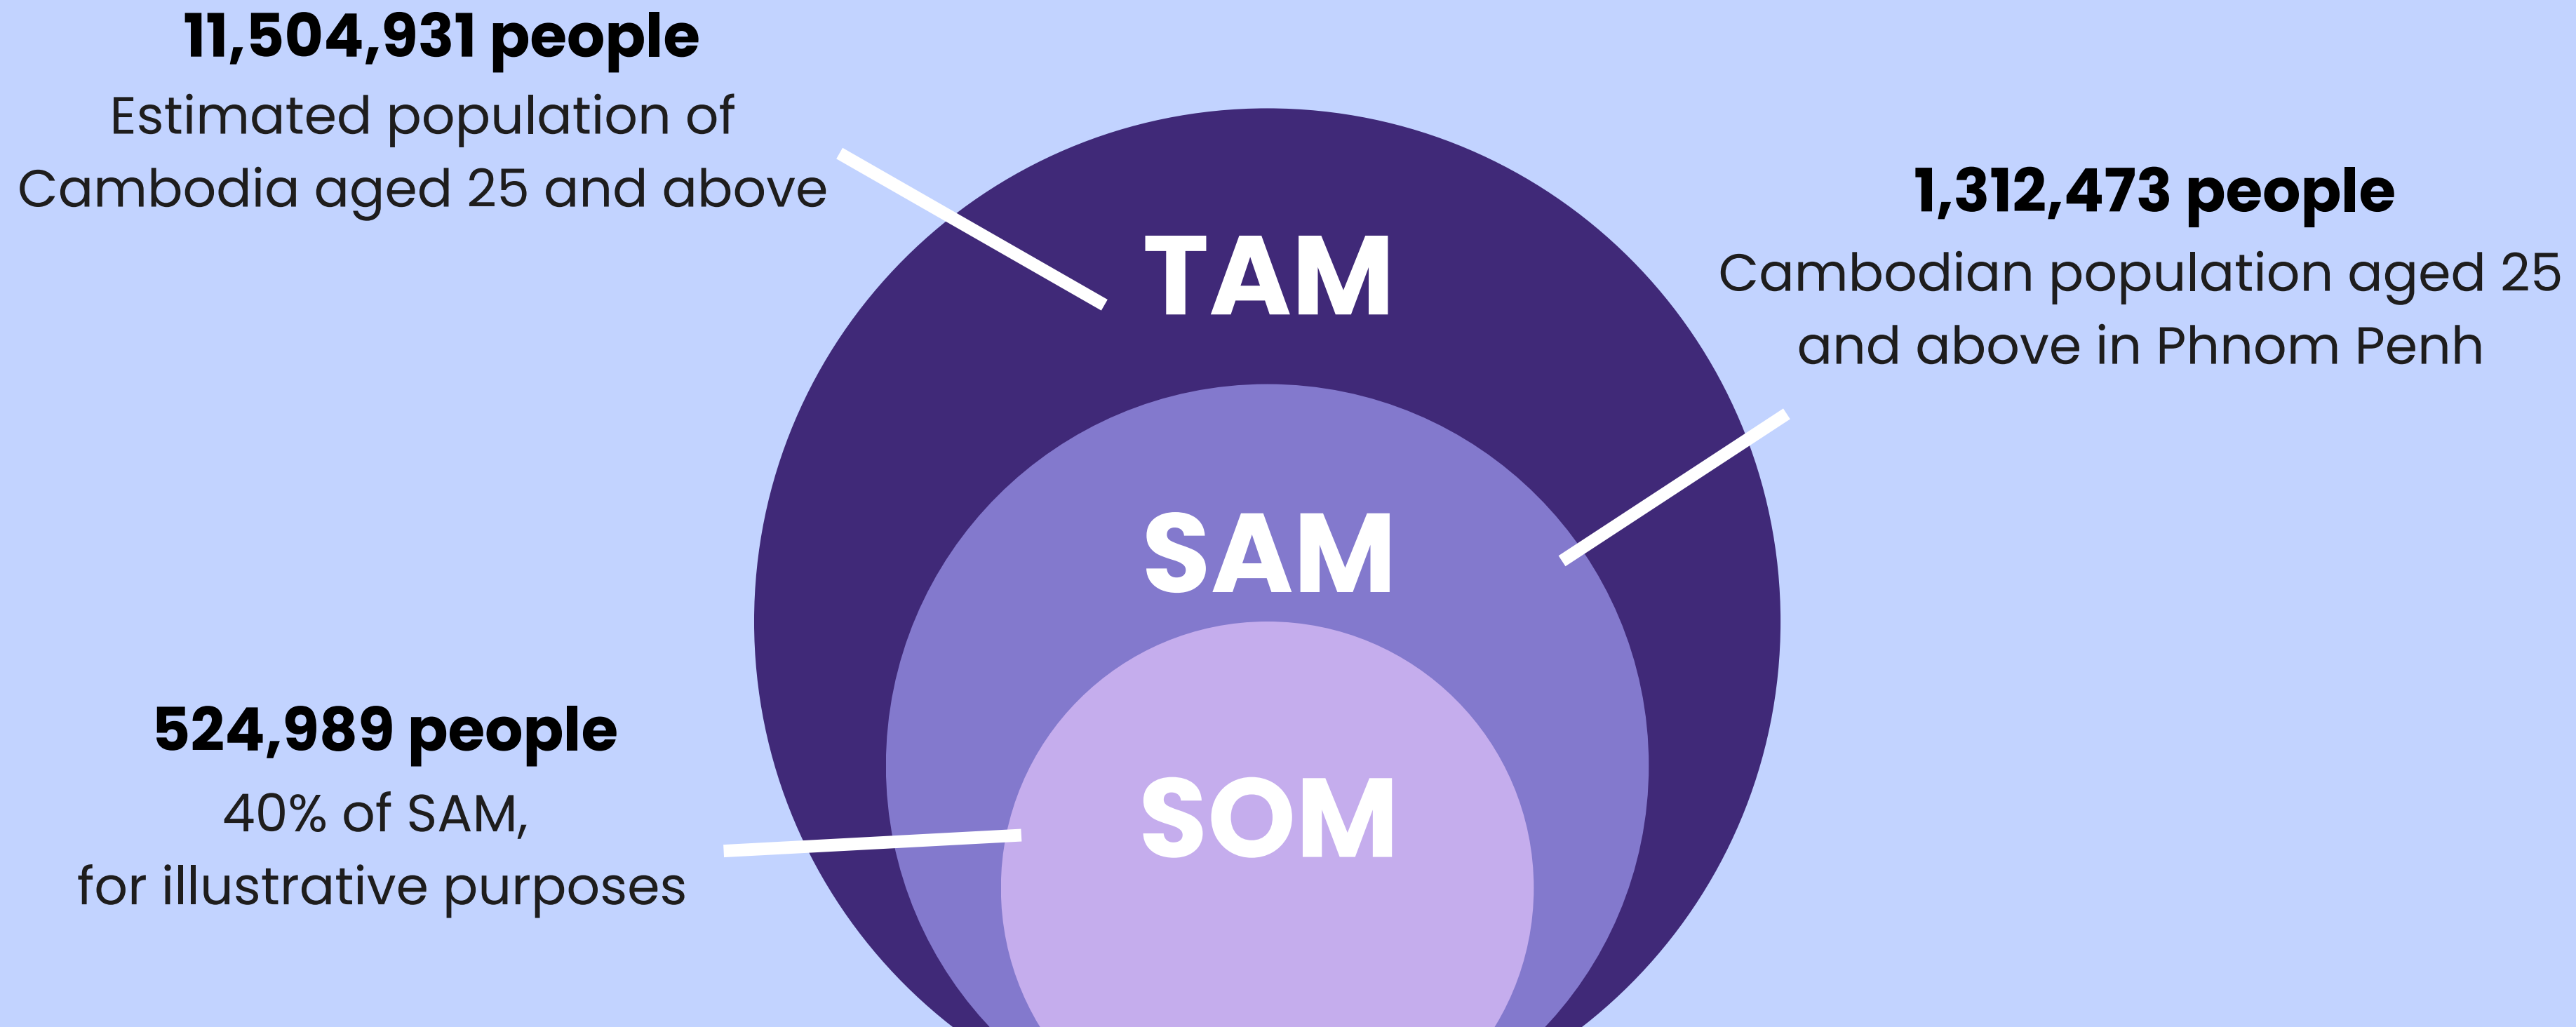 11,504,931 people
Estimated population of
Cambodia aged 25 and above
TAM
1,312,473 people
Cambodian population aged 25
and above in Phnom Penh
SAM
524,989 people
40% of SAM,
for illustrative purposes
SOM